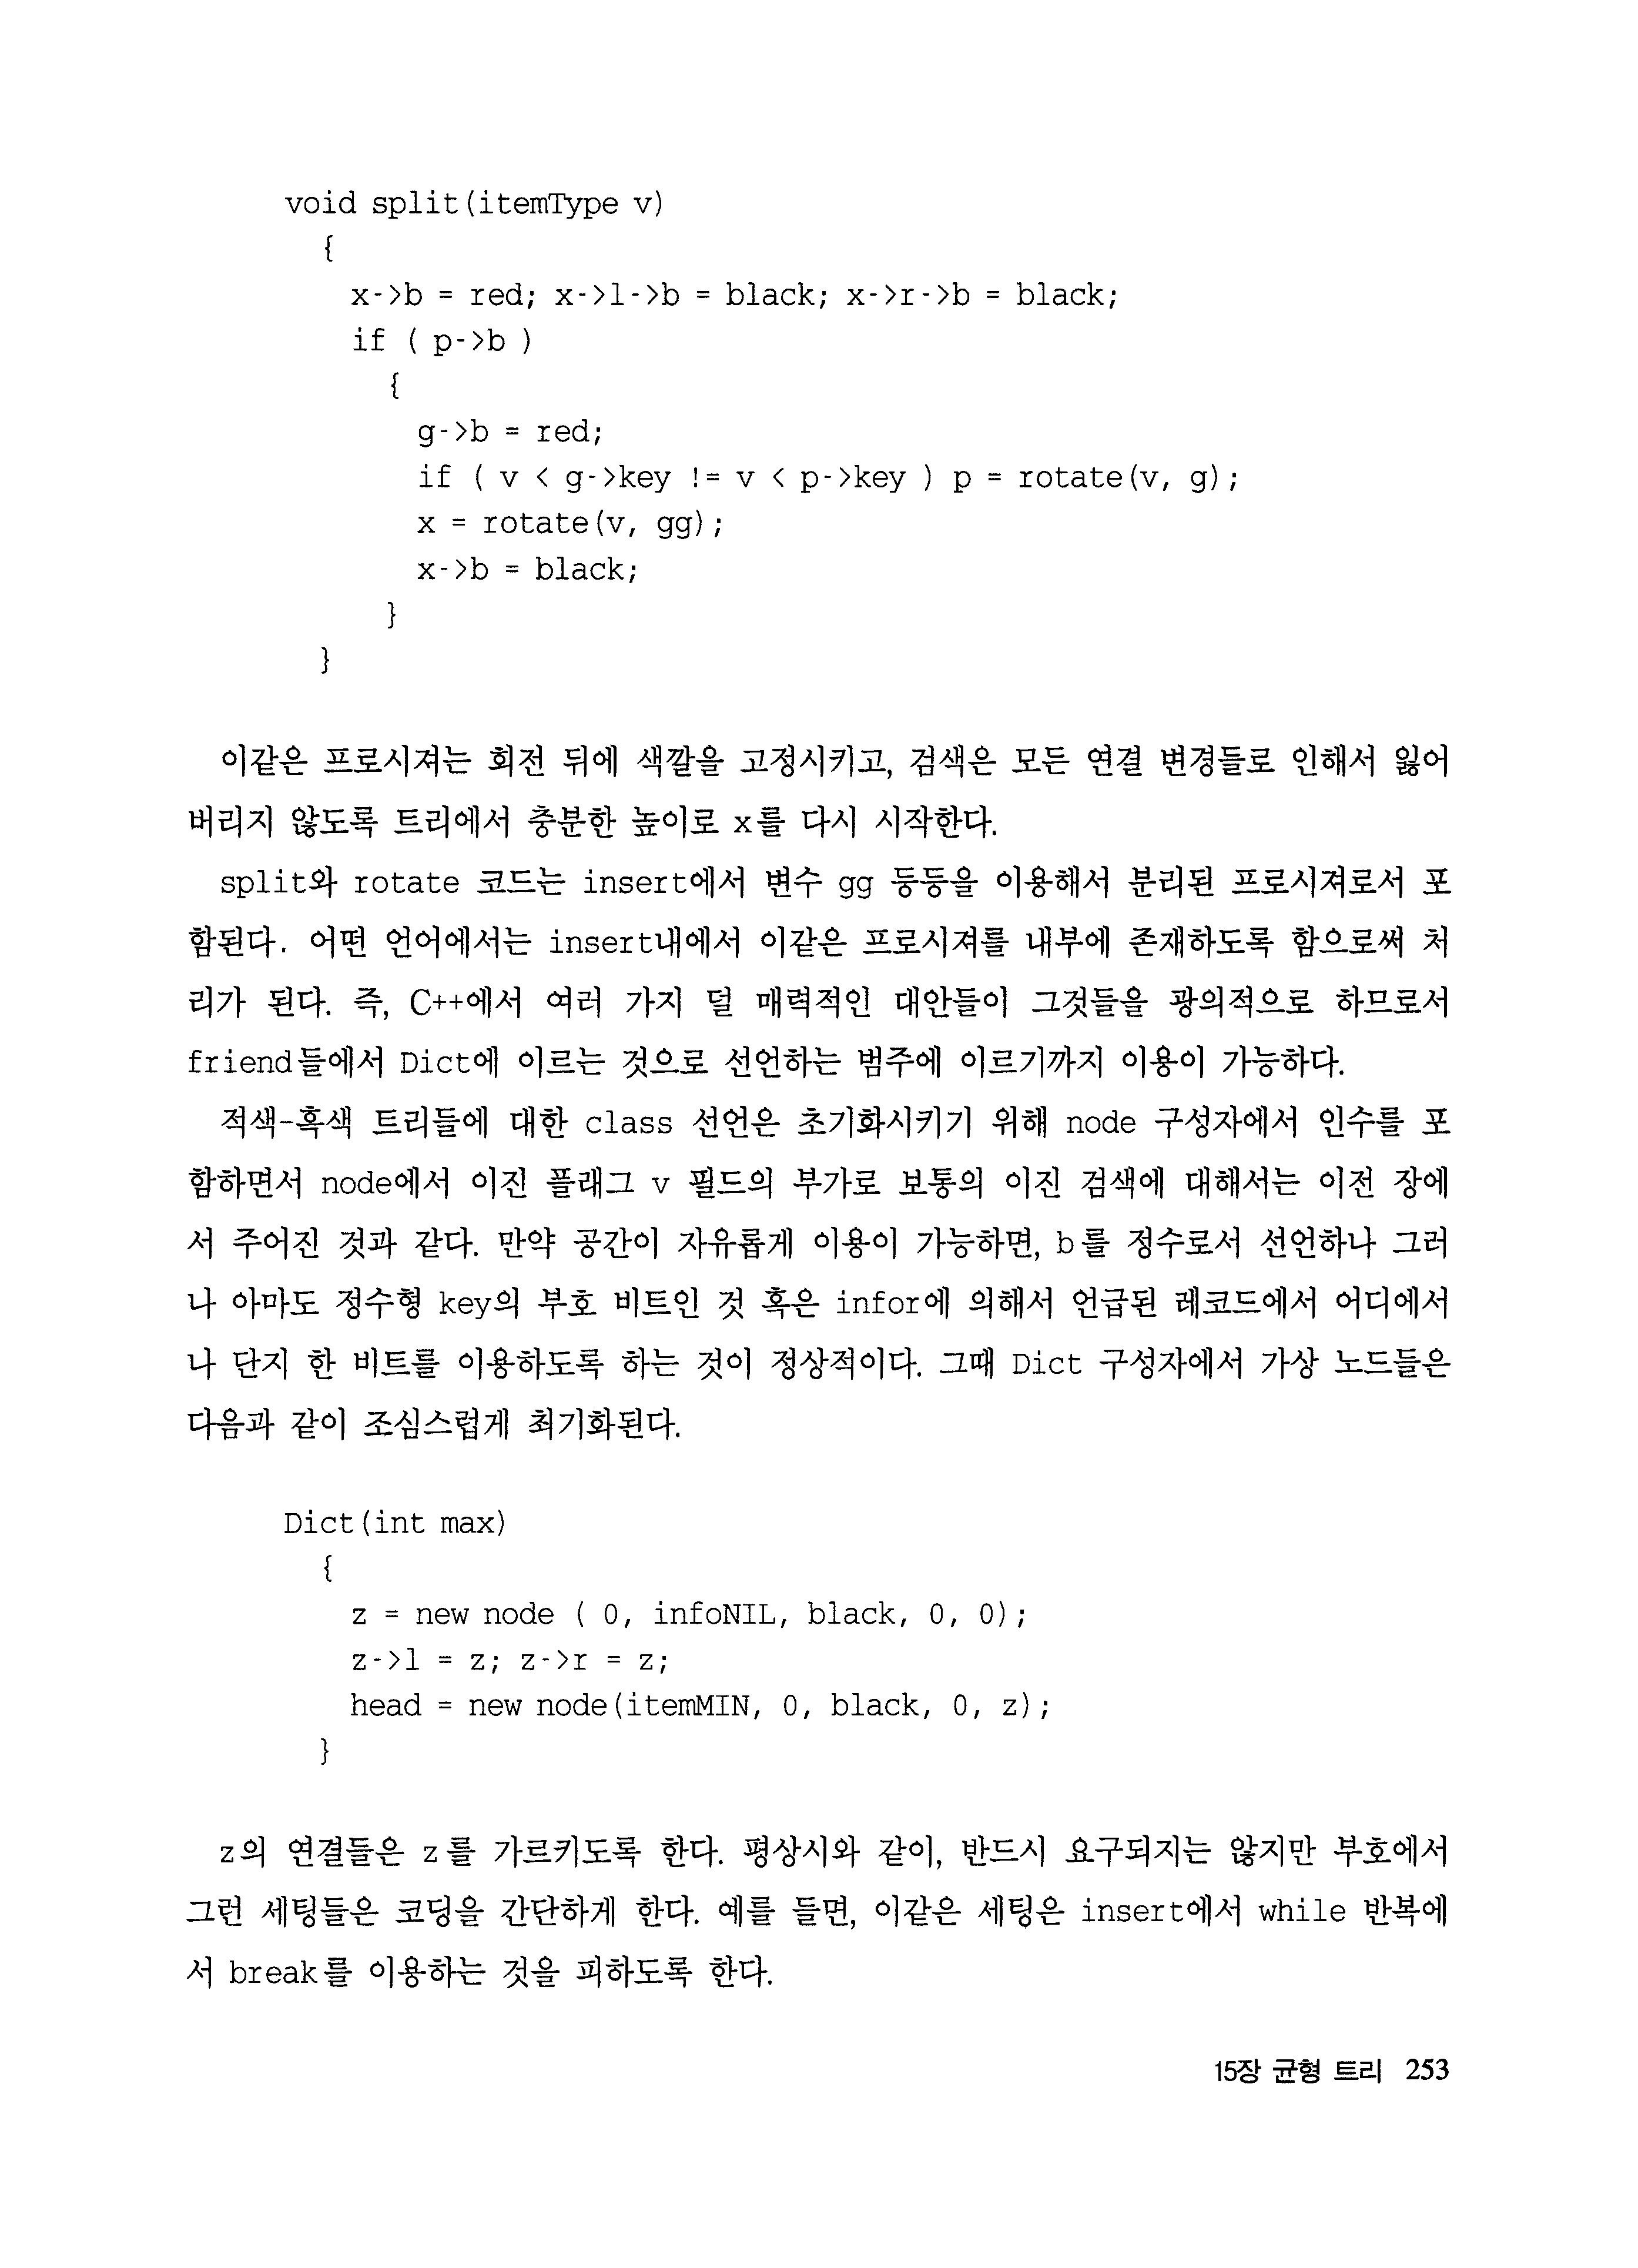 void split(itemType v)
{
x->b = red; x->l->b = black; x->r->b = black;
if ( p->b )
{
g->b = red;
if ( v < g->key != v < p->key ) p = rotate(v, g);
x = rotate(v, gg);
x->b = black;
}
}
이같은 프로시져는 회전 뒤에 색깔을 고정시키고, 검색은 모든 연결 변경들로 인해서 잃어
버리지 않도록 트리에서 충분한 높이로 x를 다시 시작한다.
split와 rotate 코드는 insert에서 변수 gg 등등을 이용해서 분리된 프로시져로서 포
함된다. 어떤 언어에서는 insert내에서 이같은 프로시져를 내부에 존재하도록 함으로써 처
리가 된다. 즉, C++에서 여러 가지 덜 매력적인 대안들이 그것들을 광의적으로 하므로서
friend들에서 Dict에 이르는 것으로 선언하는 범주에 이르기까지 이용이 가능하다.
적색-흑색 트리들에 대한 class 선언은 초기화시키기 위해 node 구성자에서 인수를 포
함하면서 node에서 이진 플래그 v 필드의 부가로 보통의 이진 검색에 대해서는 이전 장에
서 주어진 것과 같다. 만약 공간이 자유롭게 이용이 가능하면, b를 정수로서 선언하나 그러
나 아마도 정수형 key의 부호 비트인 것 혹은 infor에 의해서 언급된 레코드에서 어디에서
나 단지 한 비트를 이용하도록 하는 것이 정상적이다. 그때 Dict 구성자에서 가상 노드들은
다음과 같이 조심스럽게 최기화된다.
Dict(int max)
{
z = new node ( 0, infoNIL, black, 0, 0);
z->l = z; z->r = z;
head = new node(itemMIN, 0, black, 0, z);
}
z의 연결들은 z를 가르키도록 한다. 평상시와 같이, 반드시 요구되지는 않지만 부호에서
그런 세팅들은 코딩을 간단하게 한다. 예를 들면, 이같은 세팅은 insert에서 while 반복에
서 break를 이용하는 것을 피하도록 한다.
15장 균형 트리 253